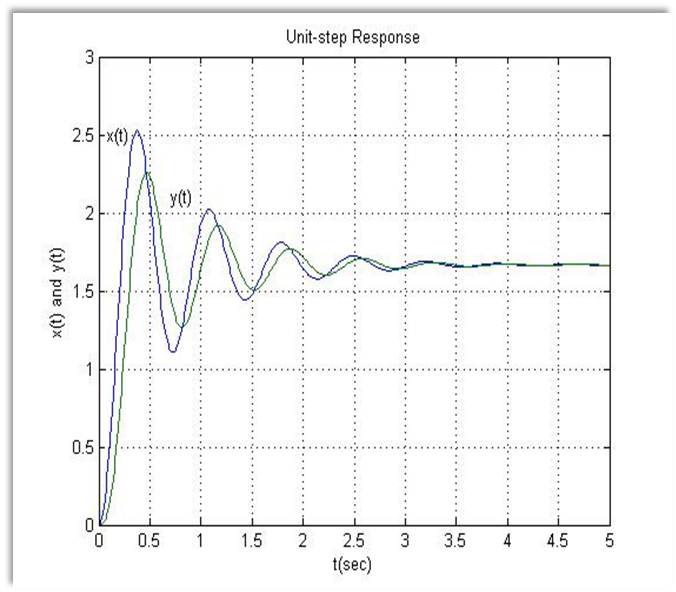 Unit-step Response
3
2.5
2
1.5
1
0.5
0
x(t)
y(t)
x(t) and y(t)
0 0.5 1 1.5 2 2.5 3 3.5 4 4.5 5
t(sec)